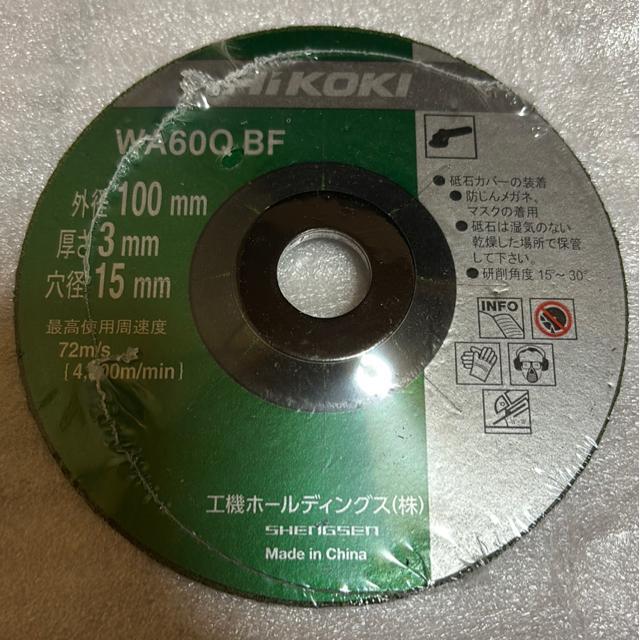 HiKOKI
WA60Q BF
外径 100 mm
厚さ 3 mm
穴径 15 mm
最高使用周速度
72m/s
● 砥石カバーの装着
● 防じんメガネ、
マスクの着用
● 砥石は湿気のない
乾燥した場所で保管
して下さい。
● 研削角度 15°～30°
INFO
工機ホールディングス(株)
SHENGSEN
Made in China